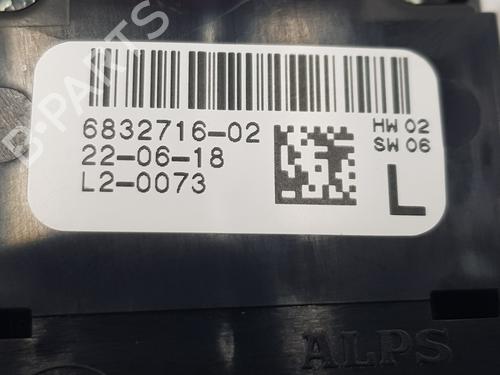 B-PARTS
6832716-02
22-06-18
L2-0073
HW 02
SW 06
L
ALPS